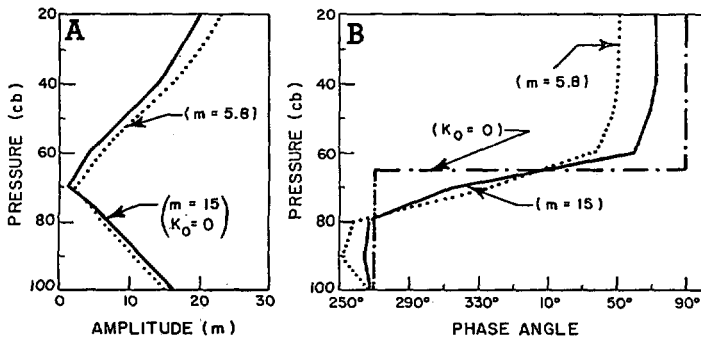 A
20
40
60
80
100
PRESSURE (cb)
(m = 5.8)
(m = 15)
(K₀ = 0)
0 10 20 30
AMPLITUDE (m)
B
20
40
60
80
100
PRESSURE (cb)
(m = 5.8)
(K₀ = 0)
(m = 15)
250° 290° 330° 10° 50° 90°
PHASE ANGLE